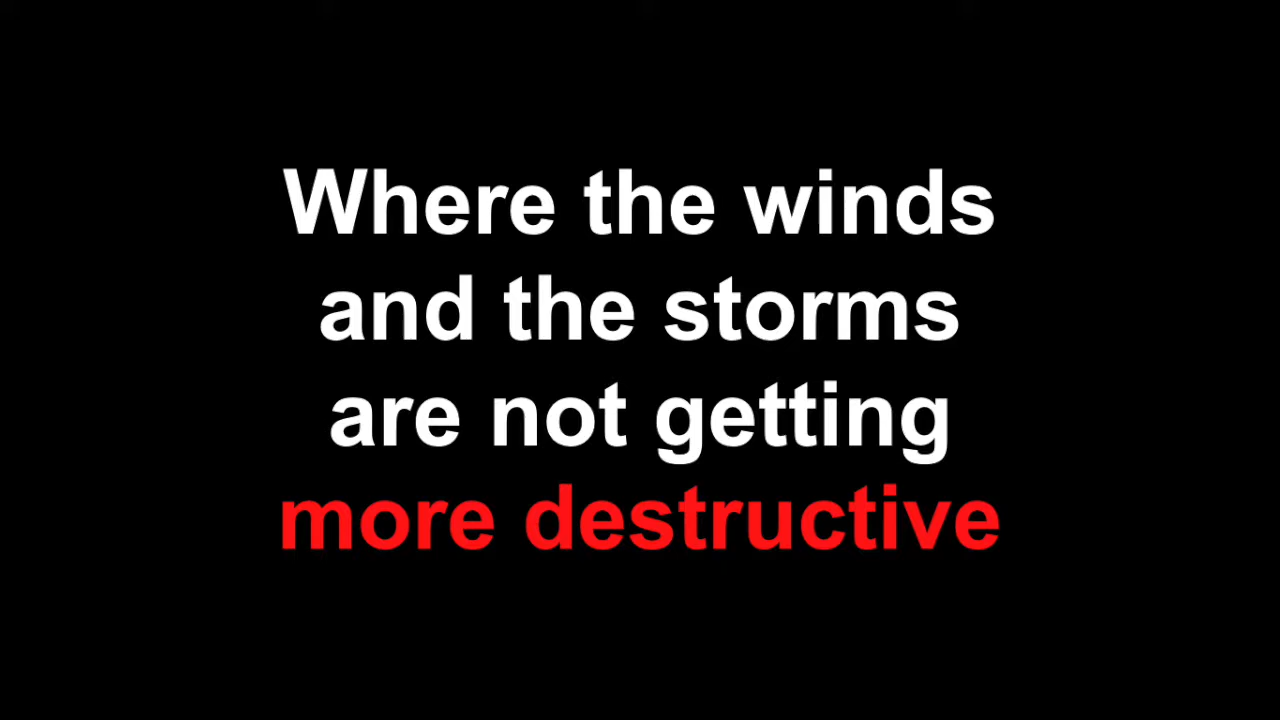 Where the winds
and the storms
are not getting
more destructive